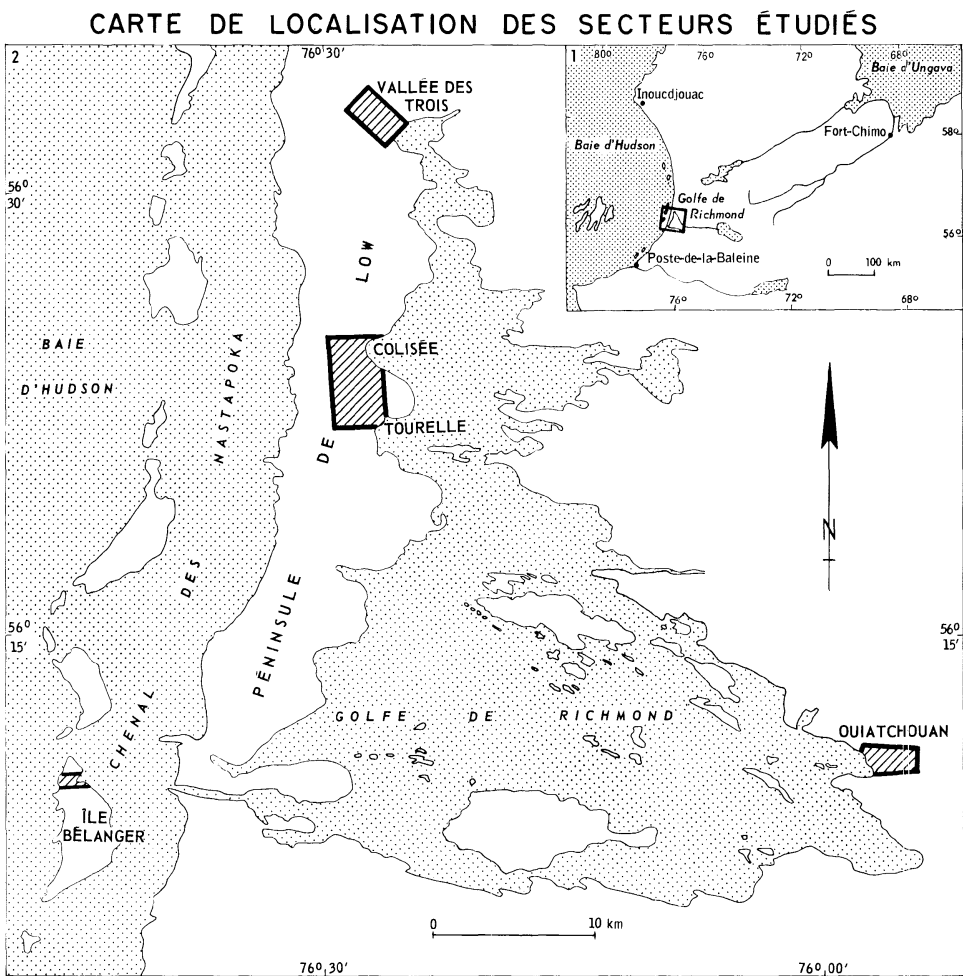 CARTE DE LOCALISATION DES SECTEURS ÉTUDIÉS
2
76°30'
VALLÉE DES
TROIS
56°
30'
LOW
BAIE
D'HUDSON
NASTAPOKA
COLISÉE
TOURELLE
DE
DES
PÉNINSULE
CHENAL
56°
15'
56°
15'
N
GOLFE DE RICHMOND
OUIATCHOUAN
ÎLE
BÉLANGER
0 10 km
76°30'
76°00'
1
80°
76°
72°
68°
Baie d'Ungava
Inoucdjouac
Fort-Chimo
58°
Baie d'Hudson
Golfe de
Richmond
56°
Poste-de-la-Baleine
0 100 km
76°
72°
68°